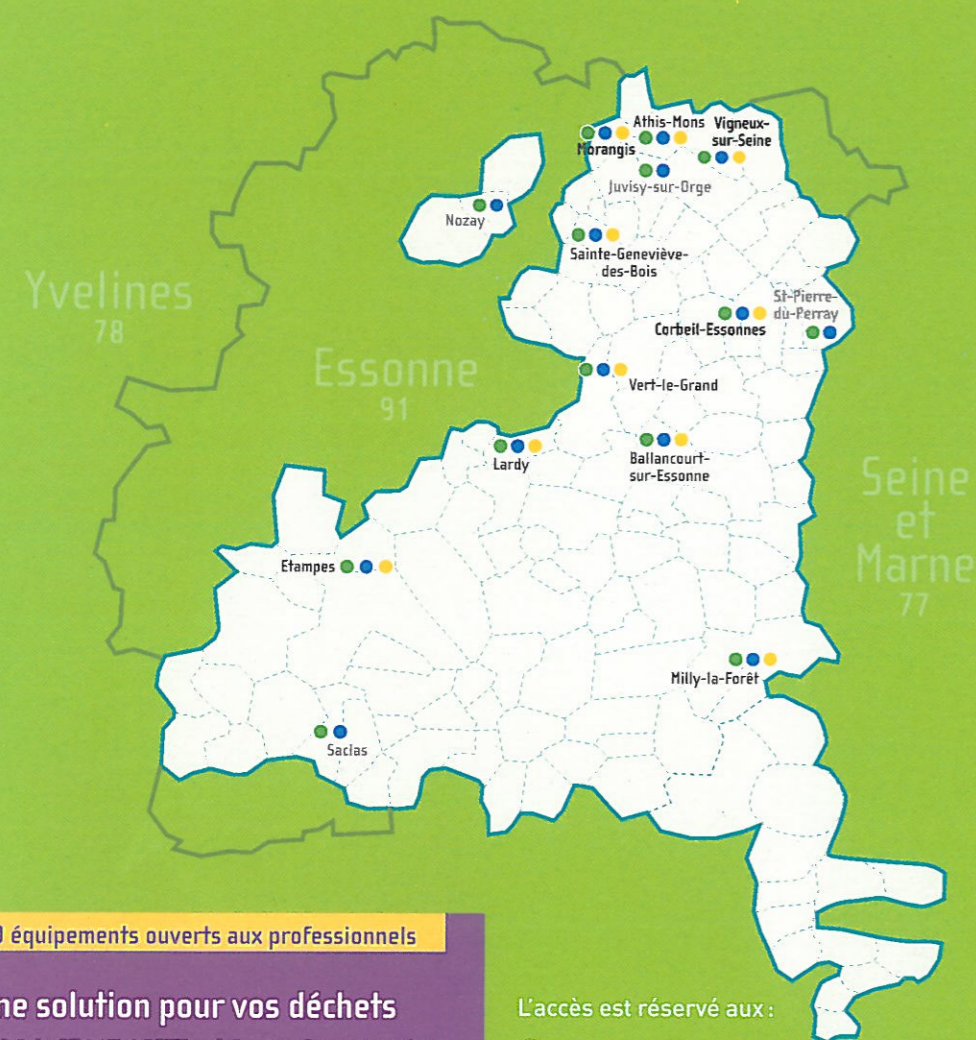 Athis-Mons
Vigneux-
sur-Seine
Morangis
Juvisy-sur-Orge
Nozay
Sainte-Geneviève-
des-Bois
Yvelines
78
St-Pierre-
du-Perray
Corbeil-Essonnes
Essonne
91
Vert-le-Grand
Lardy
Ballancourt-
sur-Essonne
Seine
et
Marne
77
Etampes
Milly-la-Forêt
Saclas
équipements ouverts aux professionnels
solution pour vos déchets
L'accès est réservé aux :